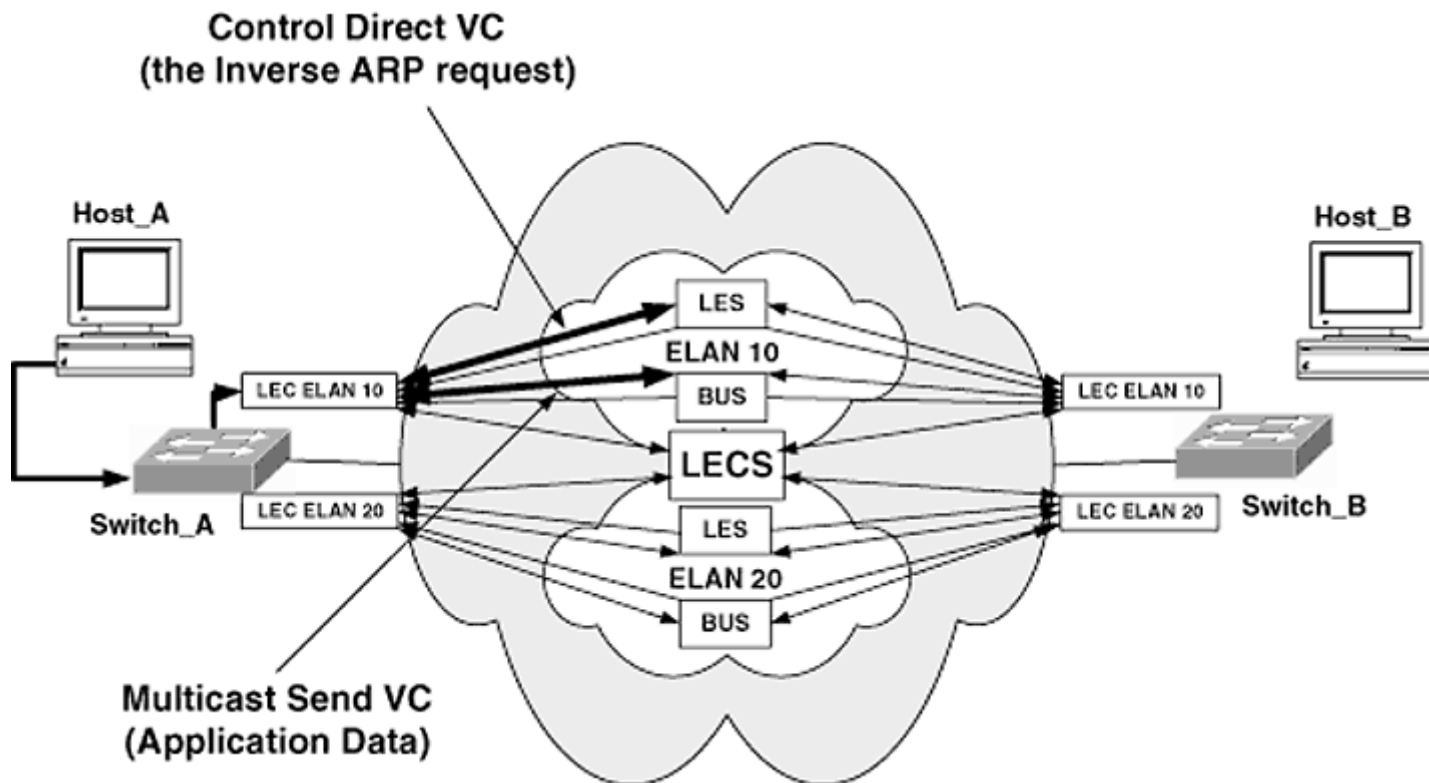 Control Direct VC
(the Inverse ARP request)
Host_A
Host_B
LES
ELAN 10
LEC ELAN 10
LEC ELAN 10
BUS
LECS
Switch_A
LEC ELAN 20
LEC ELAN 20
Switch_B
LES
ELAN 20
BUS
Multicast Send VC
(Application Data)